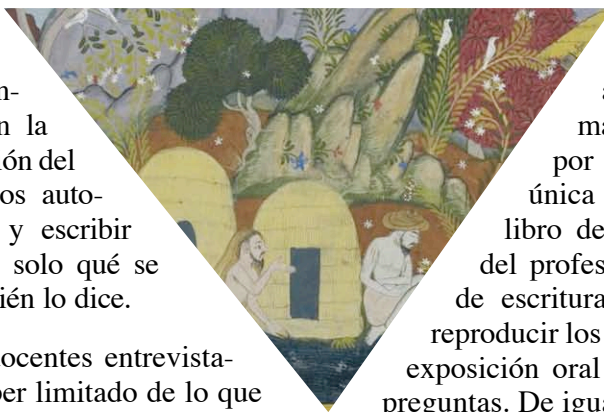 n-
n la
ión del
os auto-
y escribir
solo qué se
ién lo dice.
ocentes entrevista-
er limitado de lo que
ma
por
única
libro de
del profes
de escritura
reproducir los
exposición oral
preguntas. De igua